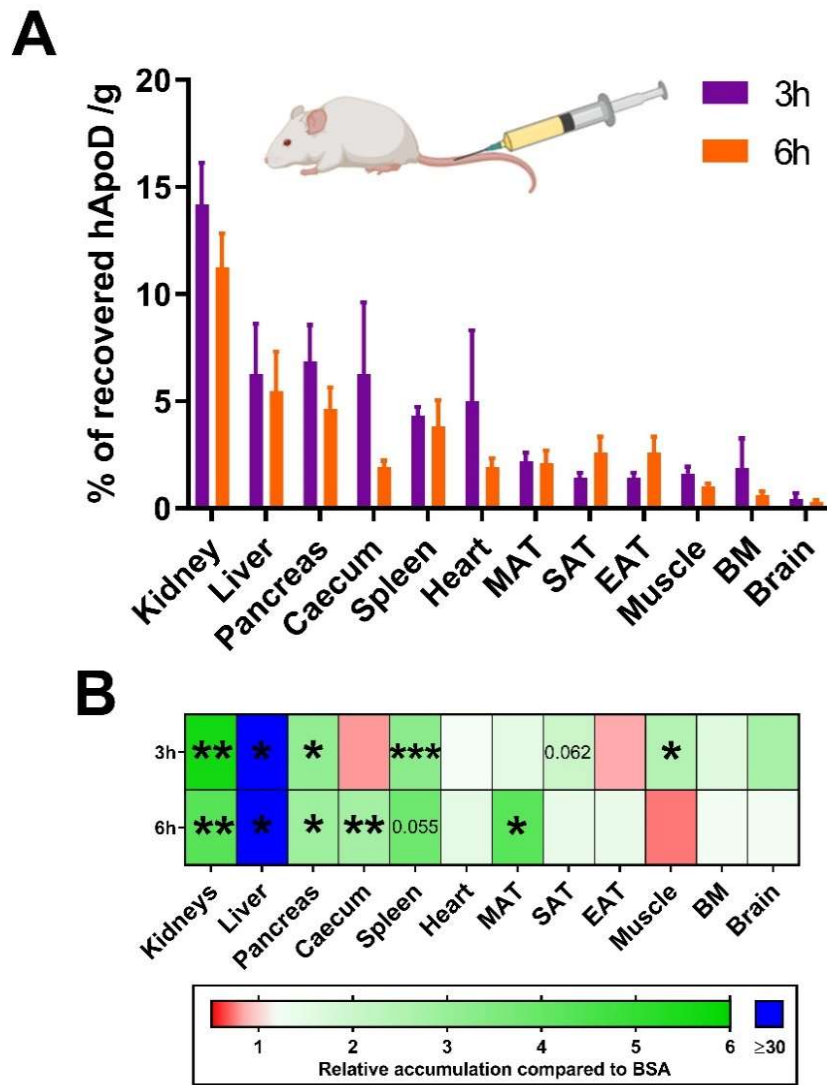 A
% of recovered hApoD /g
20
15
10
5
0
3h
6h
Kidney
Liver
Pancreas
Caecum
Spleen
Heart
MAT
SAT
EAT
Muscle
BM
Brain
B
3h
** * * *** 0.062 *
6h
** * * ** 0.055 *
Kidneys
Liver
Pancreas
Caecum
Spleen
Heart
MAT
SAT
EAT
Muscle
BM
Brain
1 2 3 4 5 6 ≥30
Relative accumulation compared to BSA